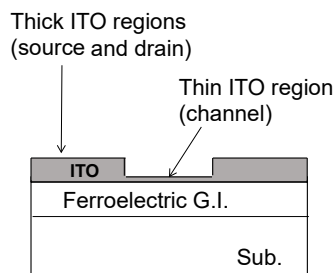 Thick ITO regions
(source and drain)
Thin ITO region
(channel)
ITO
Ferroelectric G.I.
Sub.